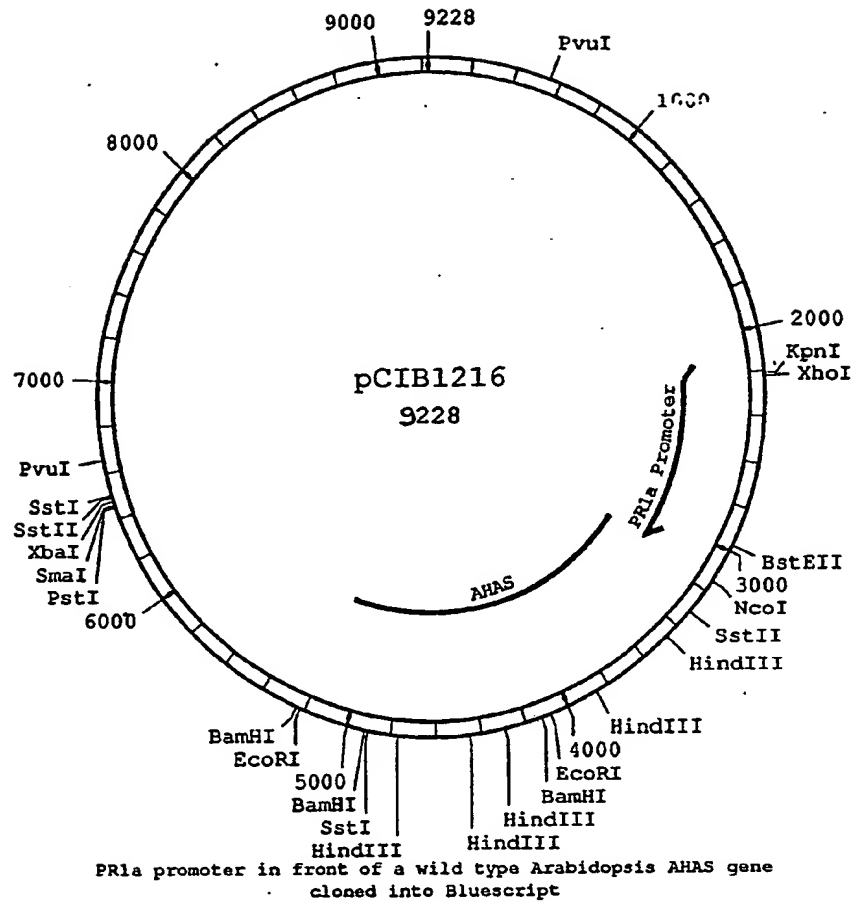 9000
9228
PvuI
8000
2000
KpnI
XhoI
7000
pCIB1216
9228
PR1a Promoter
PvuI
SstI
SstII
XbaI
SmaI
PstI
6000
AHAS
BstEII
3000
NcoI
SstII
HindIII
HindIII
4000
EcoRI
BamHI
HindIII
HindIII
BamHI
EcoRI
5000
BamHI
SstI
HindIII
PR1a promoter in front of a wild type Arabidopsis AHAS gene
cloned into Bluescript